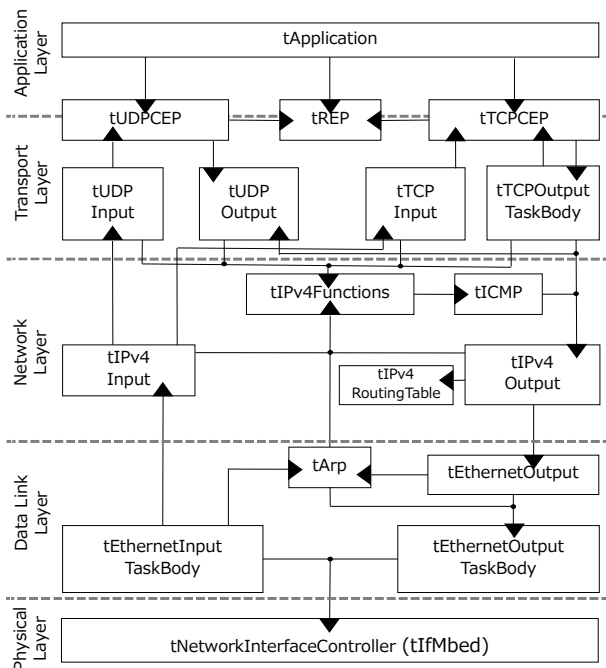 Application
Layer
tApplication
tUDPCEP
tREP
tTCPCEP
Transport
Layer
tUDP
Input
tUDP
Output
tTCP
Input
tTCPOutput
TaskBody
Network
Layer
tIPv4Functions
tICMP
tIPv4
Input
tIPv4
RoutingTable
tIPv4
Output
Data Link
Layer
tArp
tEthernetOutput
tEthernetInput
TaskBody
tEthernetOutput
TaskBody
Physical
Layer
tNetworkInterfaceController (tIfMbed)